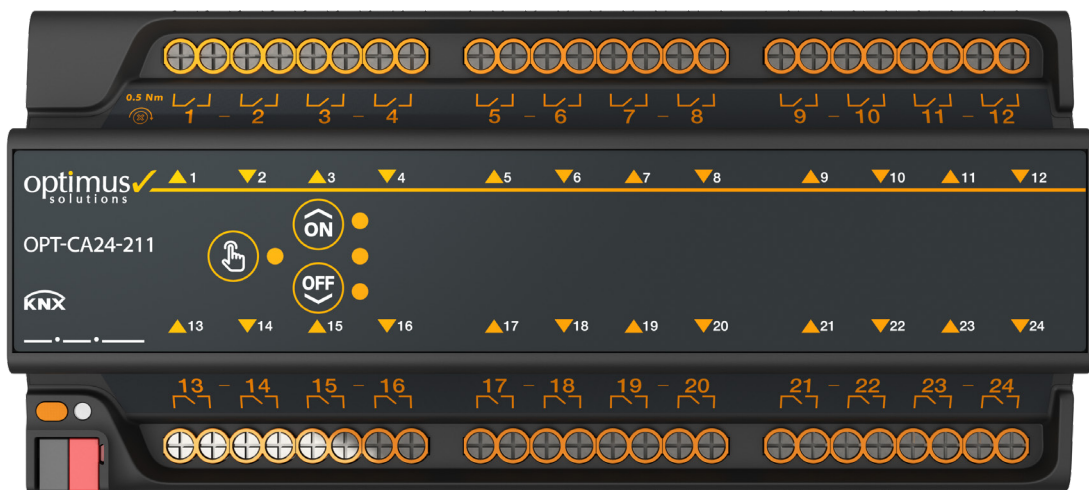 0.5 Nm
1 – 2 3 – 4 5 – 6 7 – 8 9 – 10 11 – 12
optimus
solutions
1 2 3 4 5 6 7 8 9 10 11 12
ON
OPT-CA24-211
OFF
KNX
13 14 15 16 17 18 19 20 21 22 23 24
13 – 14 15 – 16 17 – 18 19 – 20 21 – 22 23 – 24